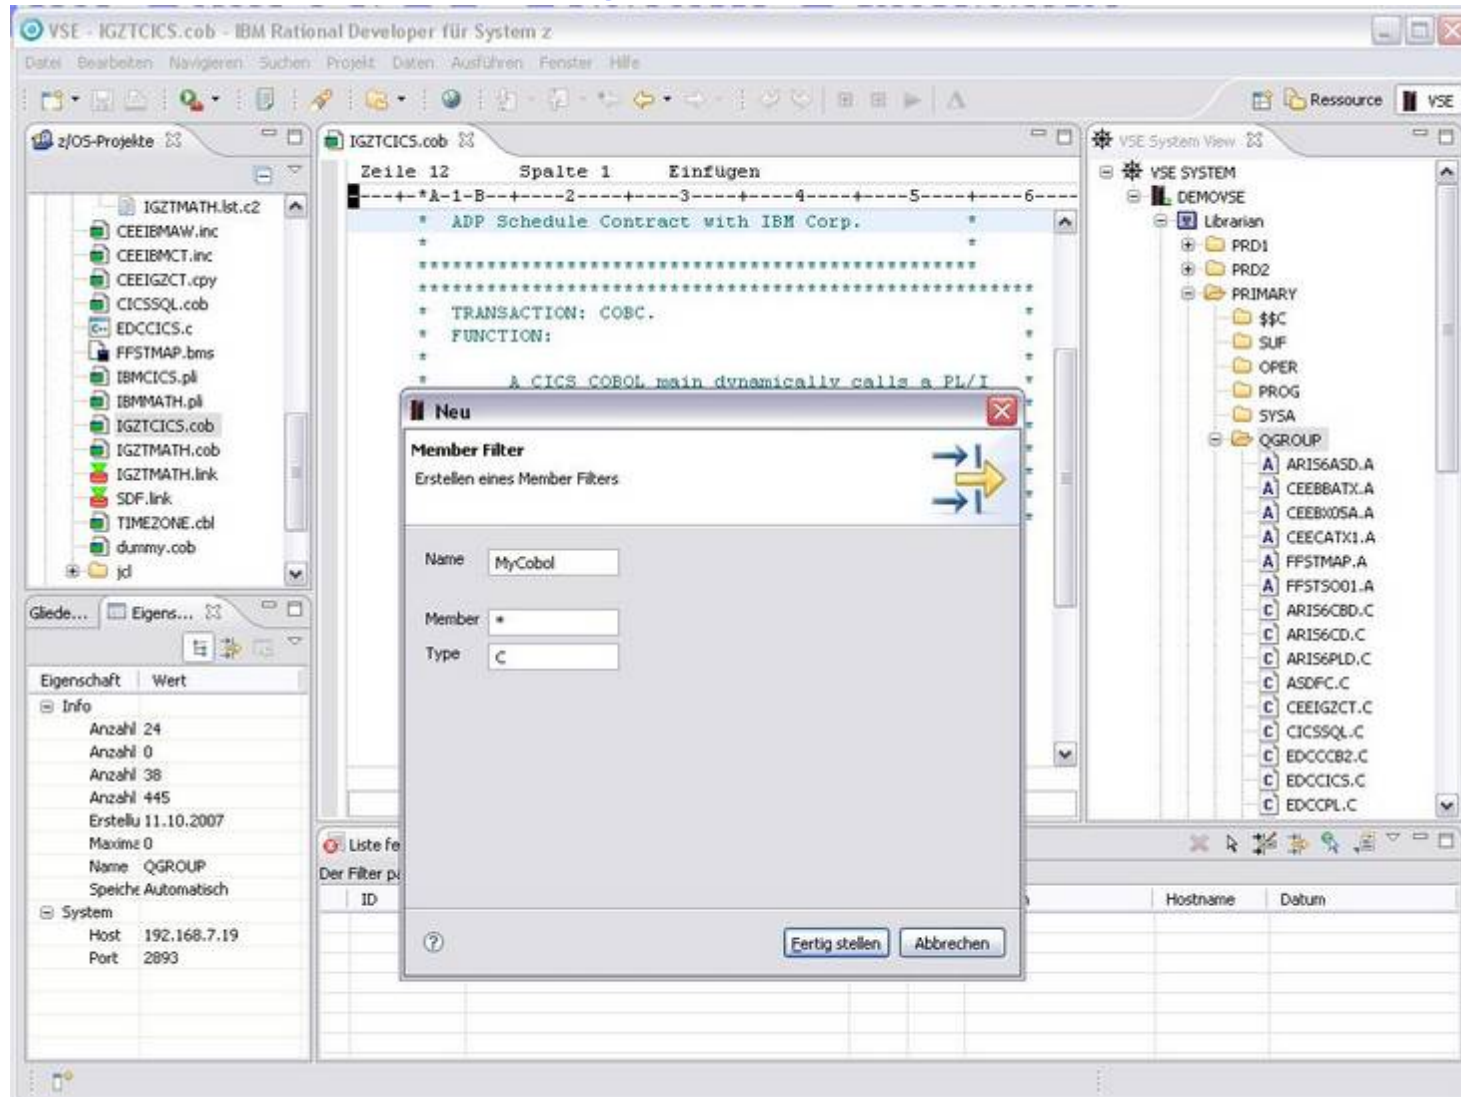 VSE - IGZTCICS.cob - IBM Rational Developer für System z
Datei Bearbeiten Navigieren Suchen Projekt Daten Ausführen Fenster Hilfe
Ressource VSE
z/OS-Projekte
IGZTMATH.lst.c2
CEEIBMAW.inc
CEEIBMCT.inc
CEEIGZCT.cpy
CICSSQL.cob
EDCCICS.c
FFSTMAP.bms
IBMCICS.pli
IBMMATH.pli
IGZTCICS.cob
IGZTMATH.cob
IGZTMATH.link
SDF.link
TIMEZONE.cbl
dummy.cob
jcl
Gliede... Eigens...
Eigenschaft Wert
Info
Anzahl 24
Anzahl 0
Anzahl 38
Anzahl 445
Erstellu 11.10.2007
Maxima 0
Name QGROUP
Speiche Automatisch
System
Host 192.168.7.19
Port 2893
IGZTCICS.cob
Zeile 12 Spalte 1 Einfügen
----+-*A-1-B--+----2----+----3----+----4----+----5----+----6----
* ADP Schedule Contract with IBM Corp. *
* *
*************************************************
******************************************************
* TRANSACTION: COBC. *
* FUNCTION: *
* *
* A CICS COBOL main dynamically calls a PL/I *
Neu
Member Filter
Erstellen eines Member Filters
Name MyCobol
Member *
Type C
Fertig stellen Abbrechen
VSE System View
VSE SYSTEM
DEMOVSE
Librarian
PRD1
PRD2
PRIMARY
$$C
SUF
OPER
PROG
SYSA
QGROUP
ARIS6ASD.A
CEEBBATX.A
CEEBX05A.A
CEECATX1.A
FFSTMAP.A
FFSTSO01.A
ARIS6CBD.C
ARIS6CD.C
ARIS6PLD.C
ASDFC.C
CEEIGZCT.C
CICSSQL.C
EDCCCB2.C
EDCCICS.C
EDCCPL.C
Liste fe
Der Filter pa
ID Hostname Datum